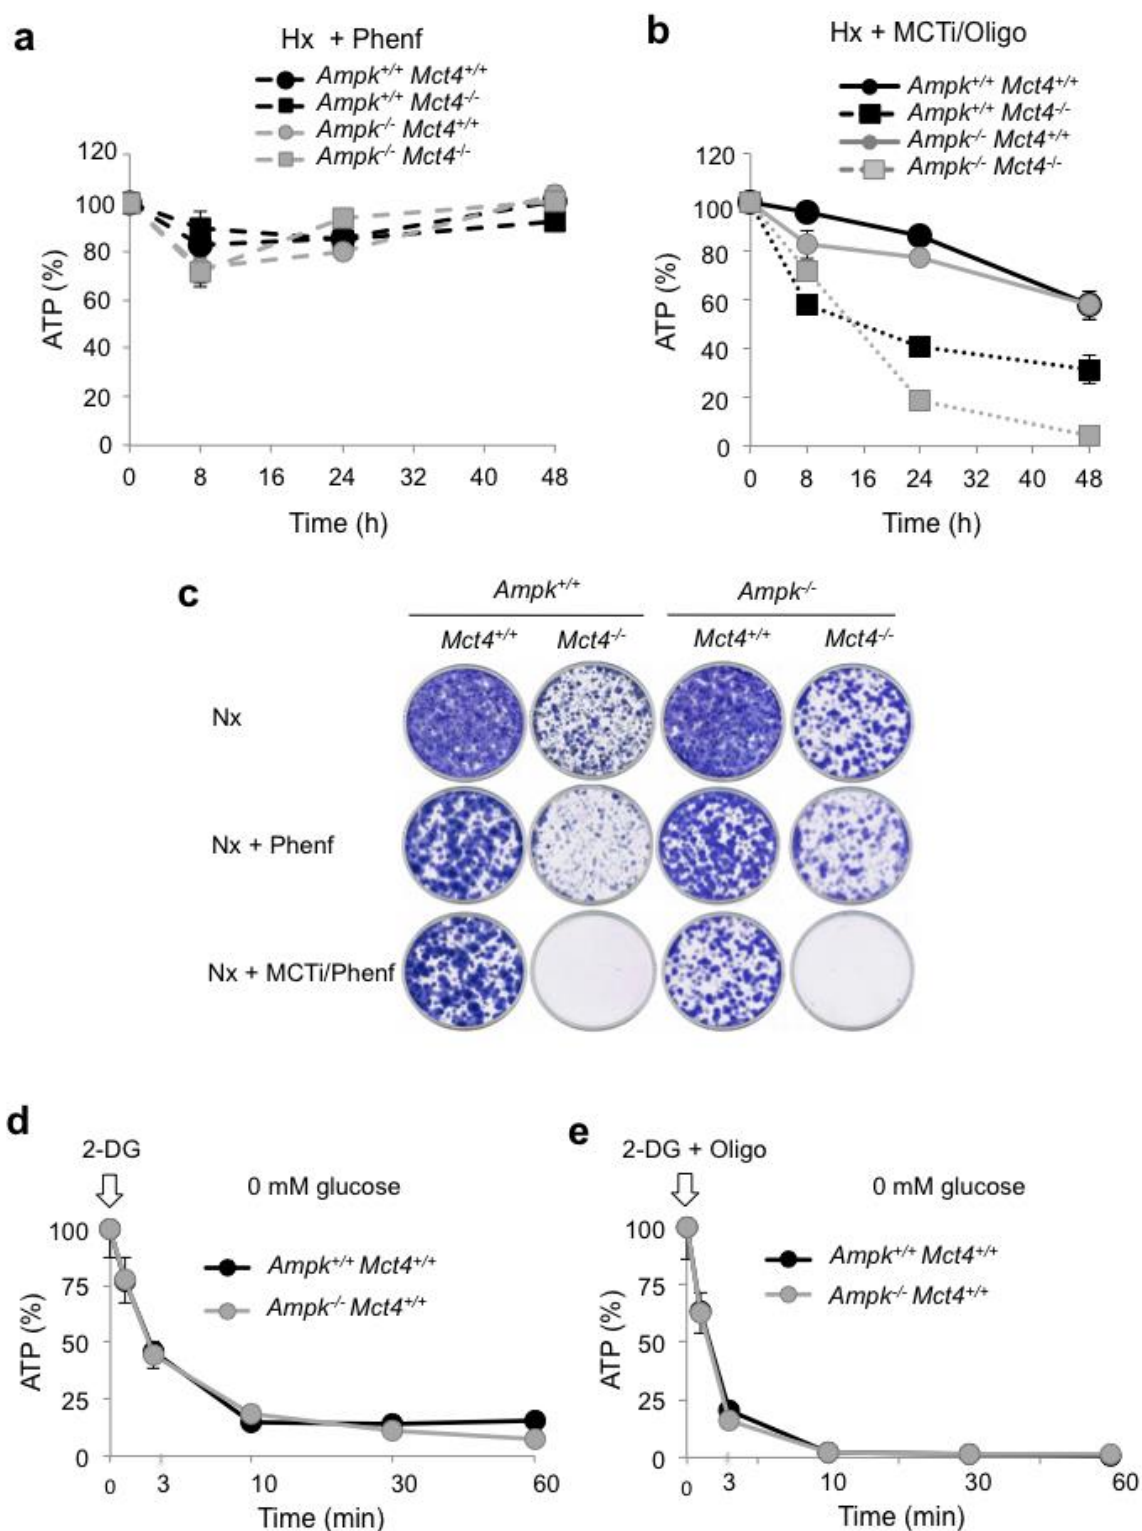 a
Hx + Phenf
Ampk+/+ Mct4+/+
Ampk+/+ Mct4-/-
Ampk-/- Mct4+/+
Ampk-/- Mct4-/-
120
100
80
60
40
20
0
ATP (%)
0 8 16 24 32 40 48
Time (h)
b
Hx + MCTi/Oligo
Ampk+/+ Mct4+/+
Ampk+/+ Mct4-/-
Ampk-/- Mct4+/+
Ampk-/- Mct4-/-
120
100
80
60
40
20
0
ATP (%)
0 8 16 24 32 40 48
Time (h)
c
Ampk+/+ Ampk-/-
Mct4+/+ Mct4-/- Mct4+/+ Mct4-/-
Nx
Nx + Phenf
Nx + MCTi/Phenf
d
2-DG
0 mM glucose
Ampk+/+ Mct4+/+
Ampk-/- Mct4+/+
100
75
50
25
0
ATP (%)
0 3 10 30 60
Time (min)
e
2-DG + Oligo
0 mM glucose
Ampk+/+ Mct4+/+
Ampk-/- Mct4+/+
100
75
50
25
0
ATP (%)
0 3 10 30 60
Time (min)